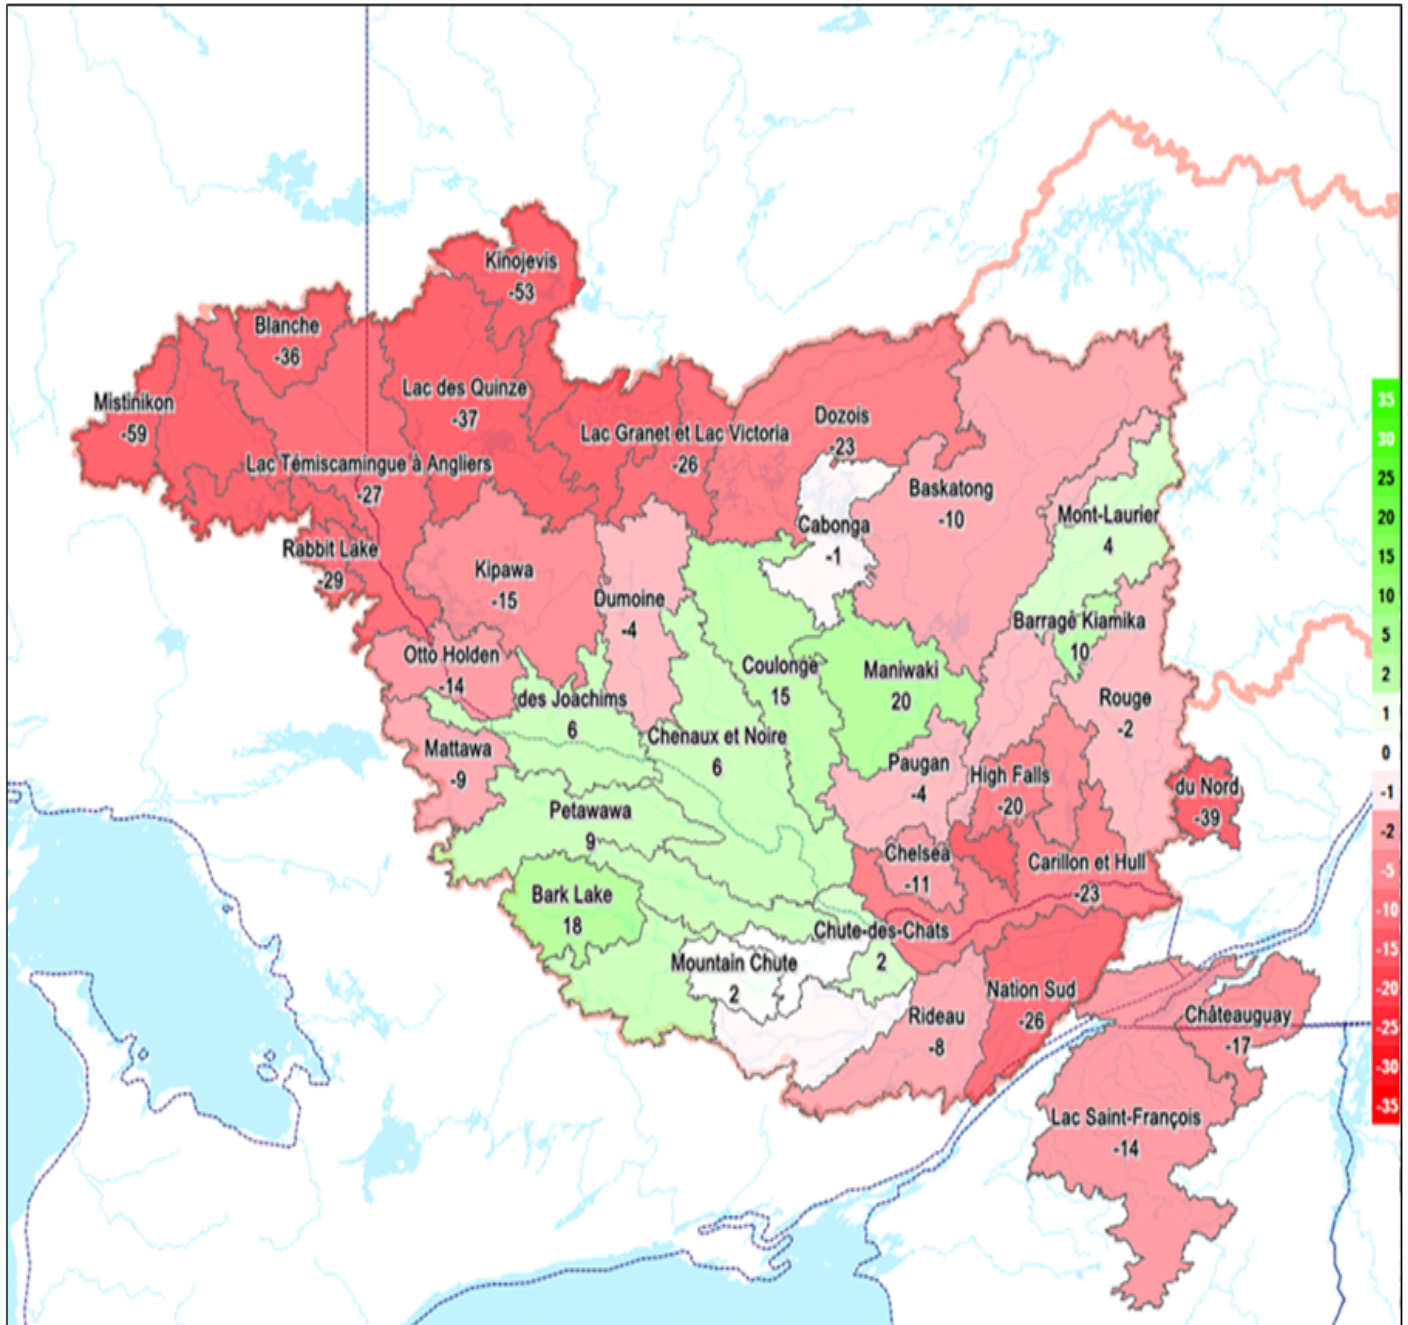 Kinojevis
-53
Blanche
-36
Mistinikon
-59
Lac des Quinze
-37
Lac Granet et Lac Victoria
-26
Dozois
-23
Lac Témiscamingue à Angliers
-27
Baskatong
-10
Cabonga
-1
Mont-Laurier
4
Rabbit Lake
-29
Kipawa
-15
Dumoine
-4
Barrage Kiamika
10
Otto Holden
-14
Coulonge
15
Maniwaki
20
Rouge
-2
des Joachims
6
Chenaux et Noire
6
Mattawa
-9
Paugan
-4
High Falls
-20
du Nord
-39
Petawawa
9
Chelsea
-11
Carillon et Hull
-23
Bark Lake
18
Chute-des-Chats
2
Mountain Chute
2
Nation Sud
-26
Rideau
-8
Châteauguay
-17
Lac Saint-François
-14
35
30
25
20
15
10
5
2
1
0
-1
-2
-5
-10
-15
-20
-25
-30
-35